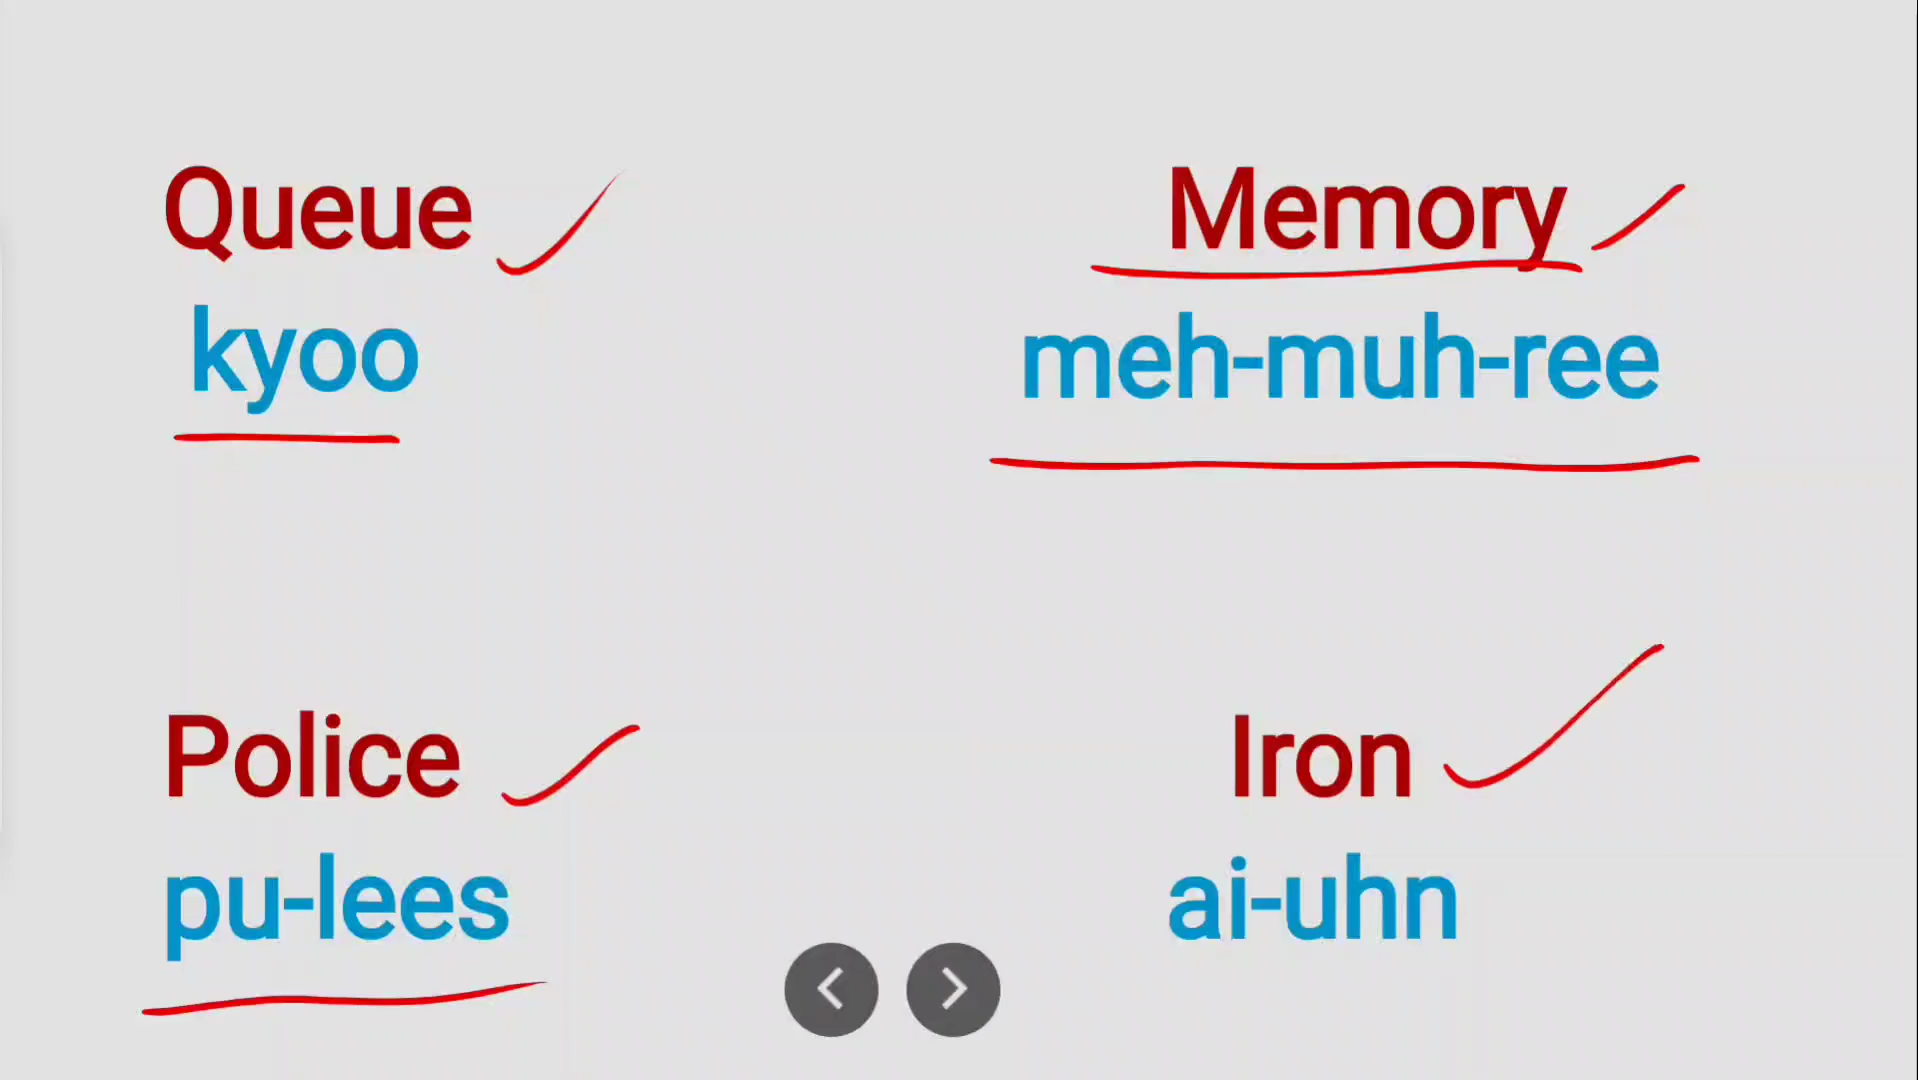 Queue
kyoo
Memory
meh-muh-ree
Police
pu-lees
Iron
ai-uhn